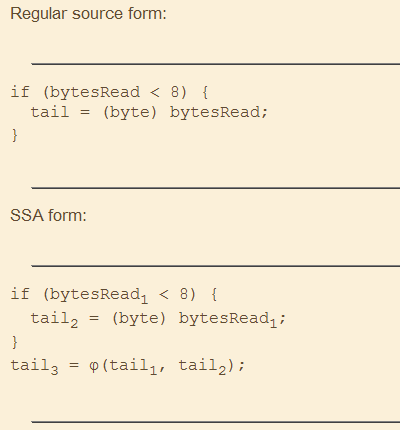 Regular source form:
if (bytesRead < 8) {
  tail = (byte) bytesRead;
}
SSA form:
if (bytesRead₁ < 8) {
  tail₂ = (byte) bytesRead₁;
}
tail₃ = φ(tail₁, tail₂);